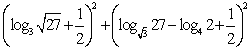 (log₃ √27 + 1/2)² + (log_√3 27 − log₄ 2 + 1/2)²